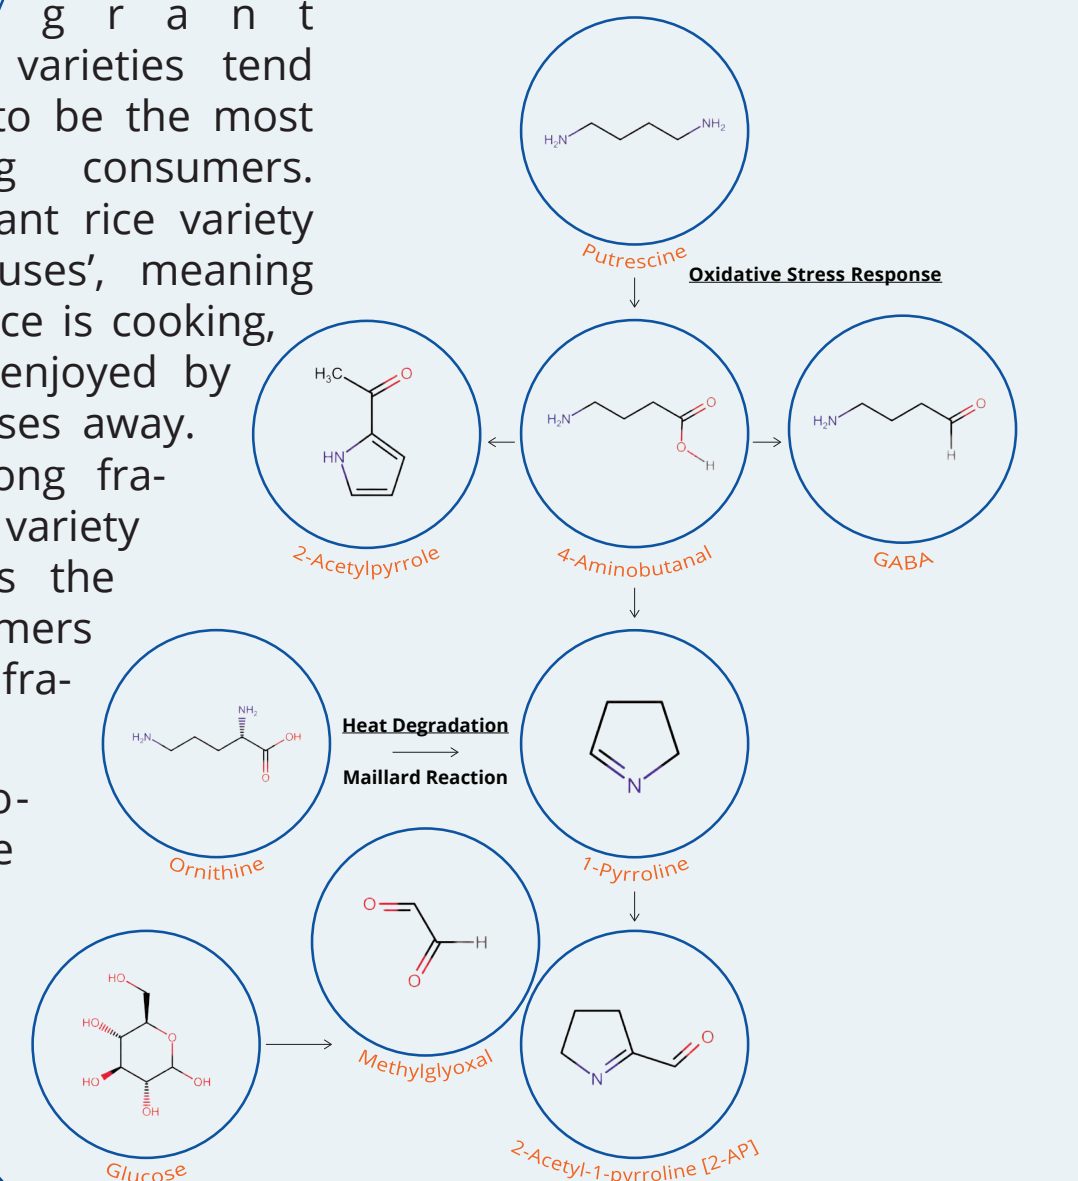 g r a n t
varieties tend
to be the most
g consumers.
ant rice variety
uses’, meaning
ce is cooking,
enjoyed by
ses away.
ong fra-
variety
s the
mers
fra-
o-
e
H₂N NH₂
Putrescine
Oxidative Stress Response
H₃C O
HN
2-Acetylpyrrole
H₂N O
O H
4-Aminobutanal
H₂N O
H
GABA
NH₂
H₂N OH
O
Ornithine
Heat Degradation
Maillard Reaction
N
1-Pyrroline
O H
O
Methylglyoxal
HO
HO O
HO OH
OH
Glucose
O
N
2-Acetyl-1-pyrroline [2-AP]